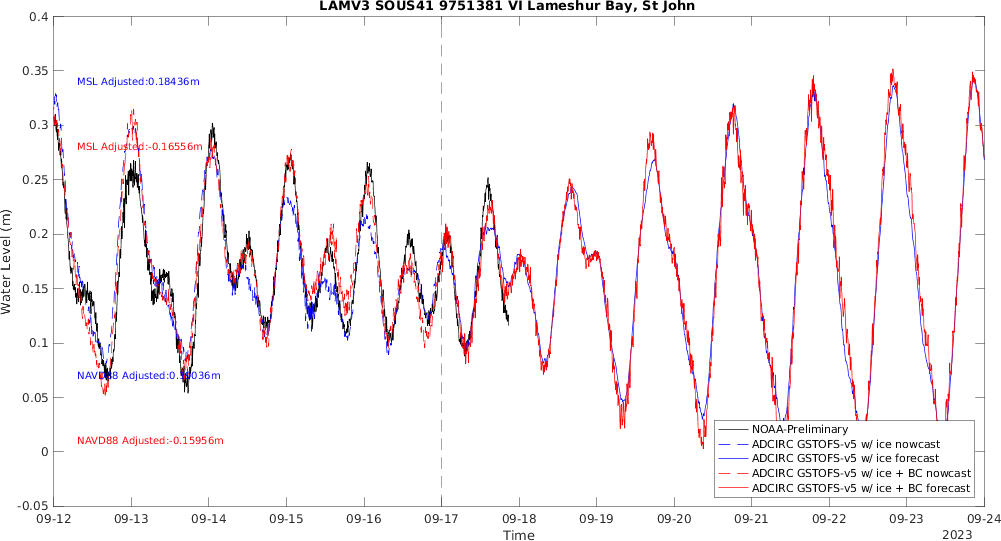 LAMV3 SOUS41 9751381 VI Lameshur Bay, St John
0.4
0.35
0.3
0.25
0.2
0.15
0.1
0.05
0
-0.05
Water Level (m)
MSL Adjusted:0.18436m
MSL Adjusted:-0.16556m
NAVD88 Adjusted:-0.15956m
NOAA-Preliminary
ADCIRC GSTOFS-v5 w/ ice nowcast
ADCIRC GSTOFS-v5 w/ ice forecast
ADCIRC GSTOFS-v5 w/ ice + BC nowcast
ADCIRC GSTOFS-v5 w/ ice + BC forecast
09-12 09-13 09-14 09-15 09-16 09-17 09-18 09-19 09-20 09-21 09-22 09-23 09-24
Time
2023